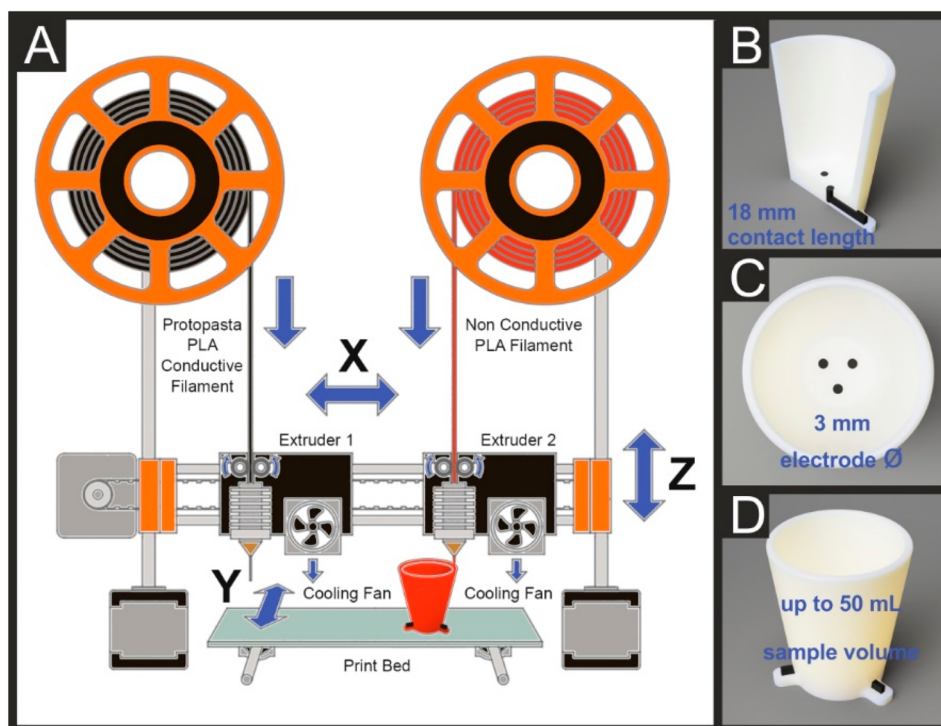 A
Protopasta
PLA
Conductive
Filament
Non Conductive
PLA Filament
X
Extruder 1
Extruder 2
Z
Y
Cooling Fan
Cooling Fan
Print Bed
B
18 mm
contact length
C
3 mm
electrode Ø
D
up to 50 mL
sample volume